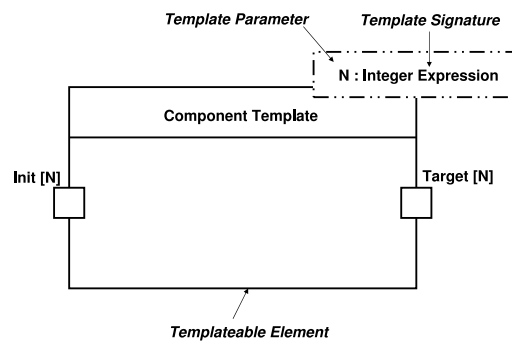 Template Parameter Template Signature
N : Integer Expression
Component Template
Init [N] Target [N]
Templateable Element